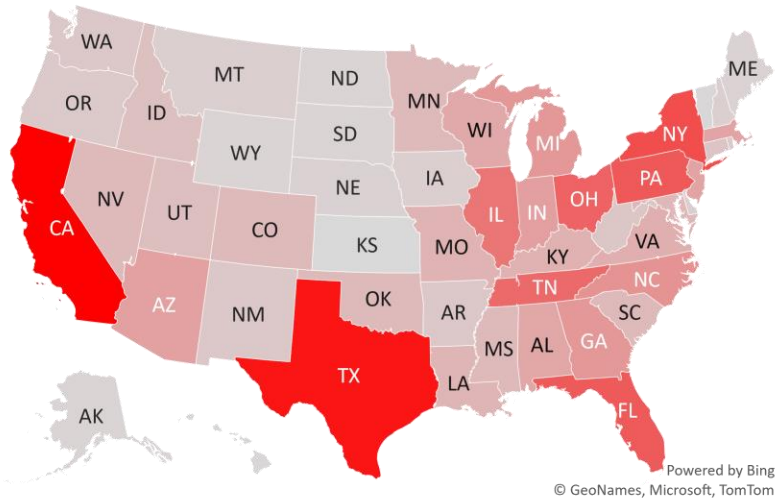 WA
MT
ND
ME
OR
ID
MN
SD
WI
MI
NY
WY
IA
PA
NE
NV
UT
CO
IL
IN
OH
CA
KS
MO
KY
VA
AZ
NM
OK
AR
TN
NC
SC
MS
AL
GA
TX
LA
AK
FL
Powered by Bing
© GeoNames, Microsoft, TomTom